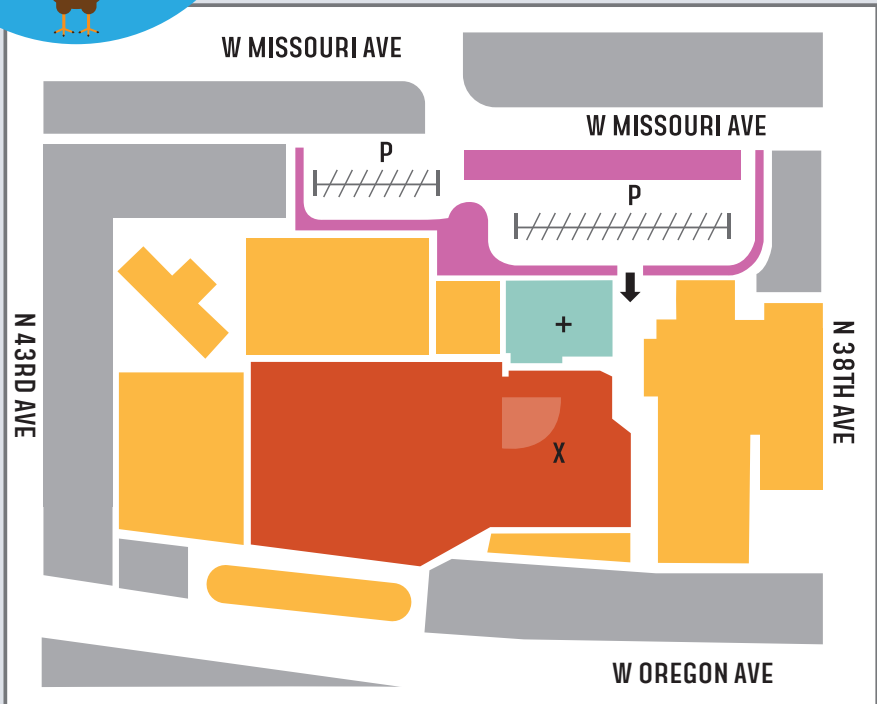 W MISSOURI AVE
W MISSOURI AVE
P
P
+
X
N 43RD AVE
N 38TH AVE
W OREGON AVE